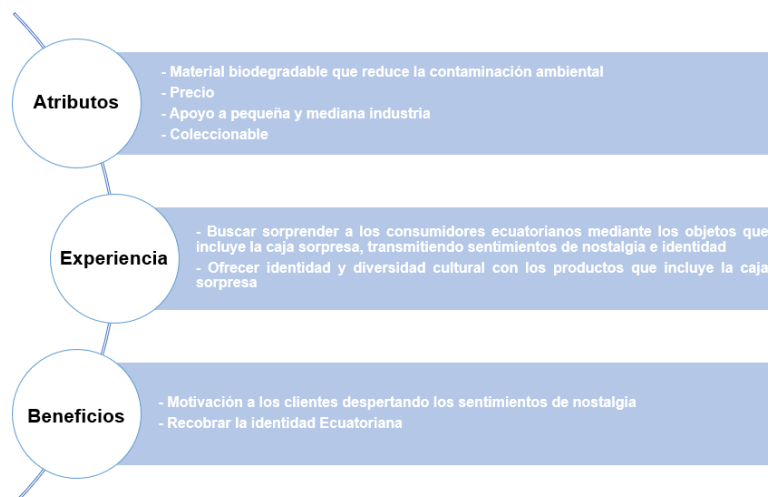 Atributos
- Material biodegradable que reduce la contaminación ambiental
- Precio
- Apoyo a pequeña y mediana industria
- Coleccionable
Experiencia
- Buscar sorprender a los consumidores ecuatorianos mediante los objetos que
incluye la caja sorpresa, transmitiendo sentimientos de nostalgia e identidad
- Ofrecer identidad y diversidad cultural con los productos que incluye la caja
sorpresa
Beneficios
- Motivación a los clientes despertando los sentimientos de nostalgia
- Recobrar la identidad Ecuatoriana